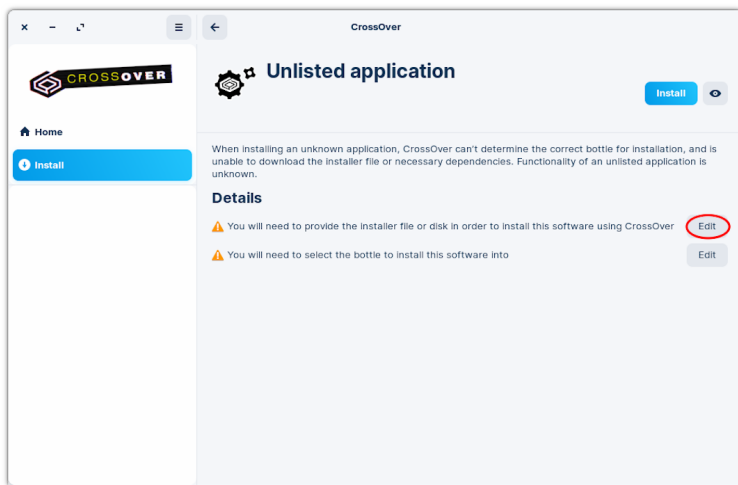 CrossOver
CROSSOVER
Home
Install
Unlisted application
Install
When installing an unknown application, CrossOver can't determine the correct bottle for installation, and is
unable to download the installer file or necessary dependencies. Functionality of an unlisted application is
unknown.
Details
You will need to provide the installer file or disk in order to install this software using CrossOver Edit
You will need to select the bottle to install this software into Edit